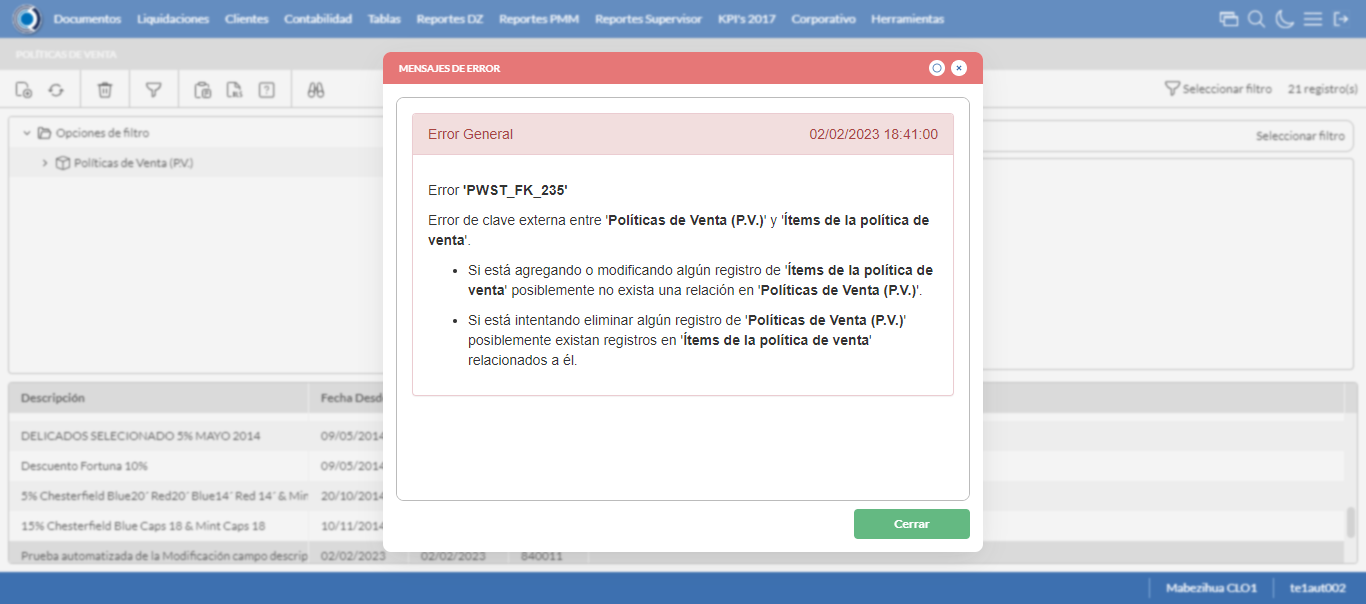 Documentos Liquidaciones Clientes Contabilidad Tablas Reportes DZ Reportes PMM Reportes Supervisor KPI's 2017 Corporativo Herramientas
POLÍTICAS DE VENTA
MENSAJES DE ERROR
Seleccionar filtro 21 registro(s)
Opciones de filtro
Seleccionar filtro
Políticas de Venta (P.V.)
Error General 02/02/2023 18:41:00
Error 'PWST_FK_235'
Error de clave externa entre 'Políticas de Venta (P.V.)' y 'Ítems de la política de
venta'.
• Si está agregando o modificando algún registro de 'Ítems de la política de
venta' posiblemente no exista una relación en 'Políticas de Venta (P.V.)'.
• Si está intentando eliminar algún registro de 'Políticas de Venta (P.V.)'
posiblemente existan registros en 'Ítems de la política de venta'
relacionados a él.
Cerrar
Descripción Fecha Desd
DELICADOS SELECIONADO 5% MAYO 2014 09/05/2014
Descuento Fortuna 10% 09/05/2014
5% Chesterfield Blue20¨ Red20¨ Blue14¨ Red 14¨ & Min 20/10/2014
15% Chesterfield Blue Caps 18 & Mint Caps 18 10/11/2014
Prueba automatizada de la Modificación campo descrip 02/02/2023 02/02/2023 840011
Mabezihua CLO1 te1aut002